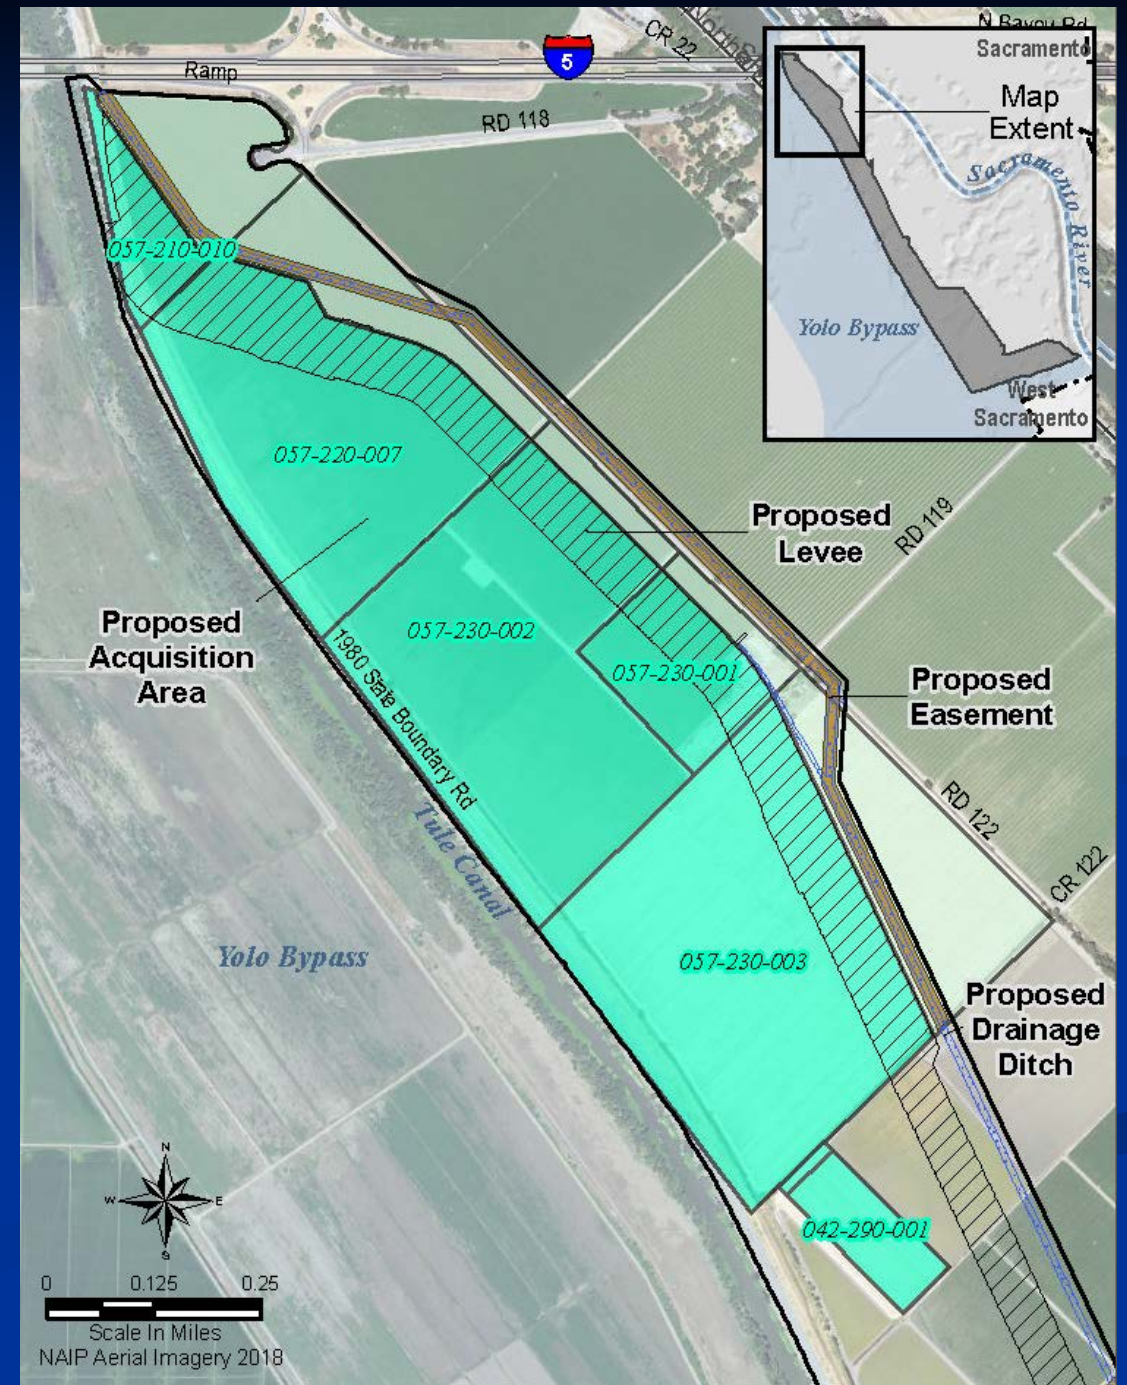 N Bayou Rd
CR 22
5
Ramp
RD 118
Sacramento
Map
Extent
Sacramento River
Yolo Bypass
West
Sacramento
057-210-010
057-220-007
Proposed
Levee
RD 119
Proposed
Acquisition
Area
057-230-002
057-230-001
1980 State Boundary Rd
Proposed
Easement
Tule Canal
RD 122
CR 122
Yolo Bypass
057-230-003
Proposed
Drainage
Ditch
042-290-001
N
W E
S
0 0.125 0.25
Scale In Miles
NAIP Aerial Imagery 2018